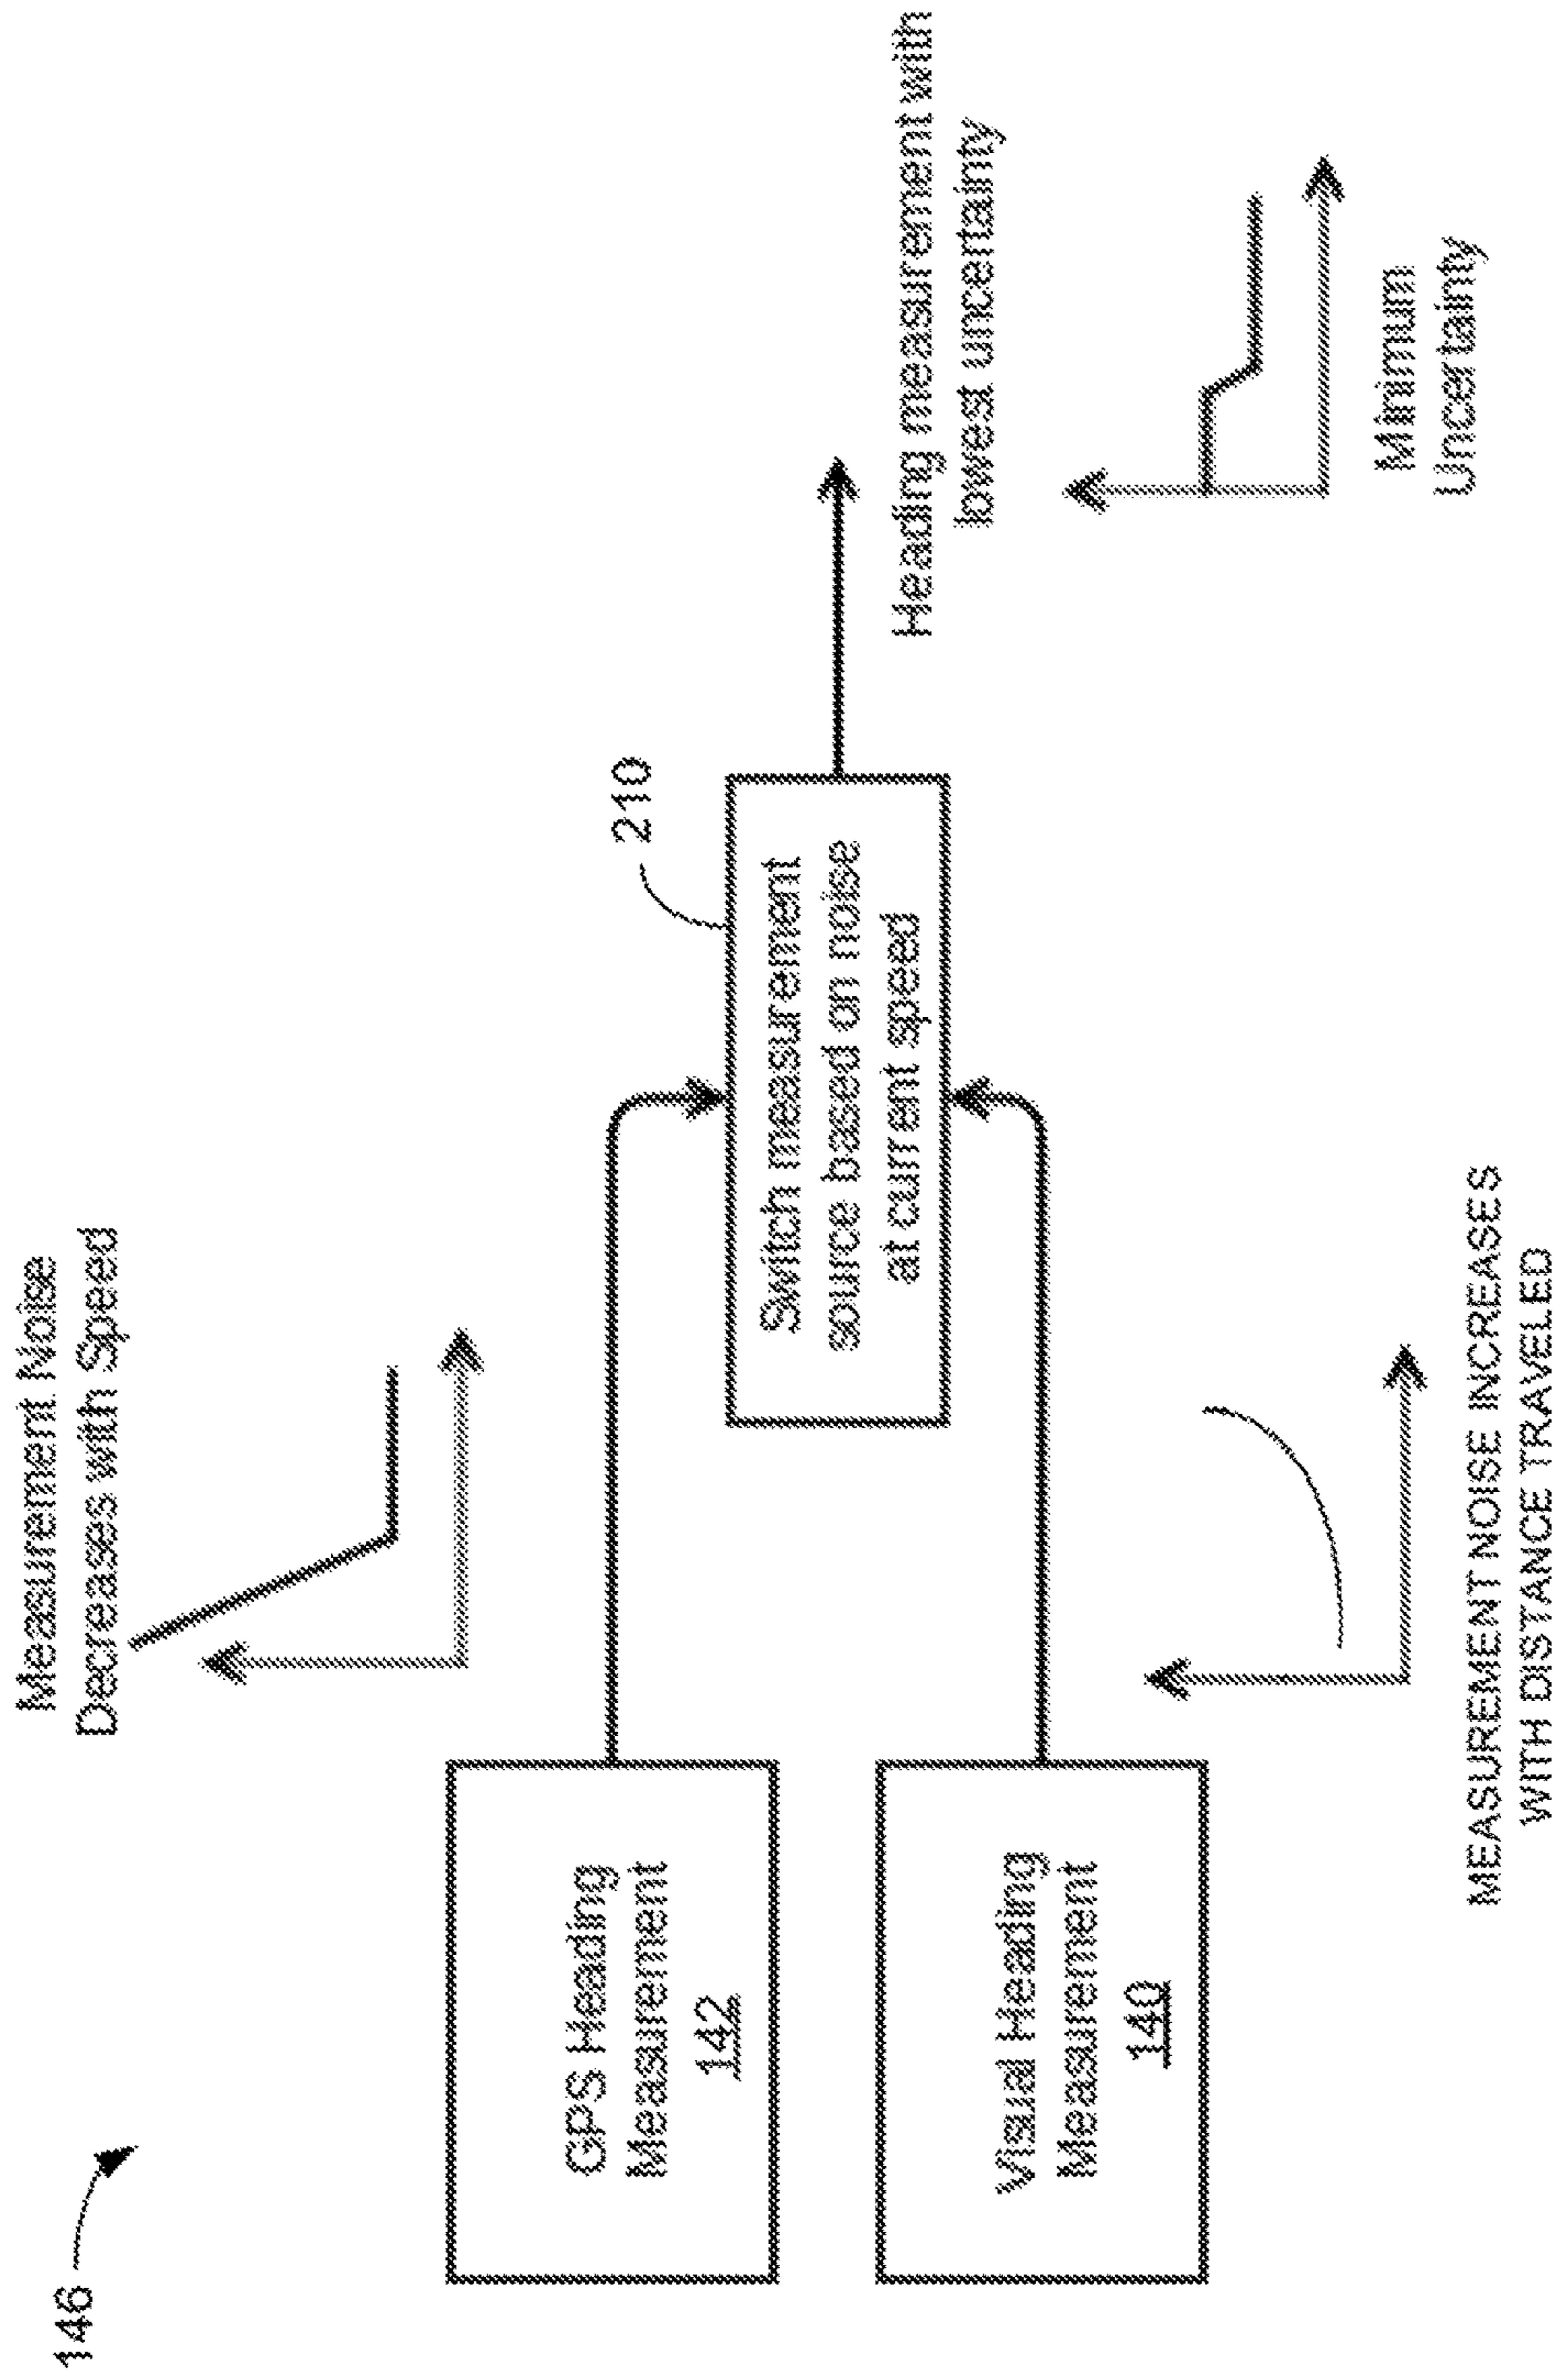 146
Measurement Noise
Decreases with Speed
GPS Heading
Measurement
142
Visual Heading
Measurement
140
MEASUREMENT NOISE INCREASES
WITH DISTANCE TRAVELED
210
Switch measurement
source based on noise
at current speed
Heading measurement with
lowest uncertainty
Minimum
Uncertainty